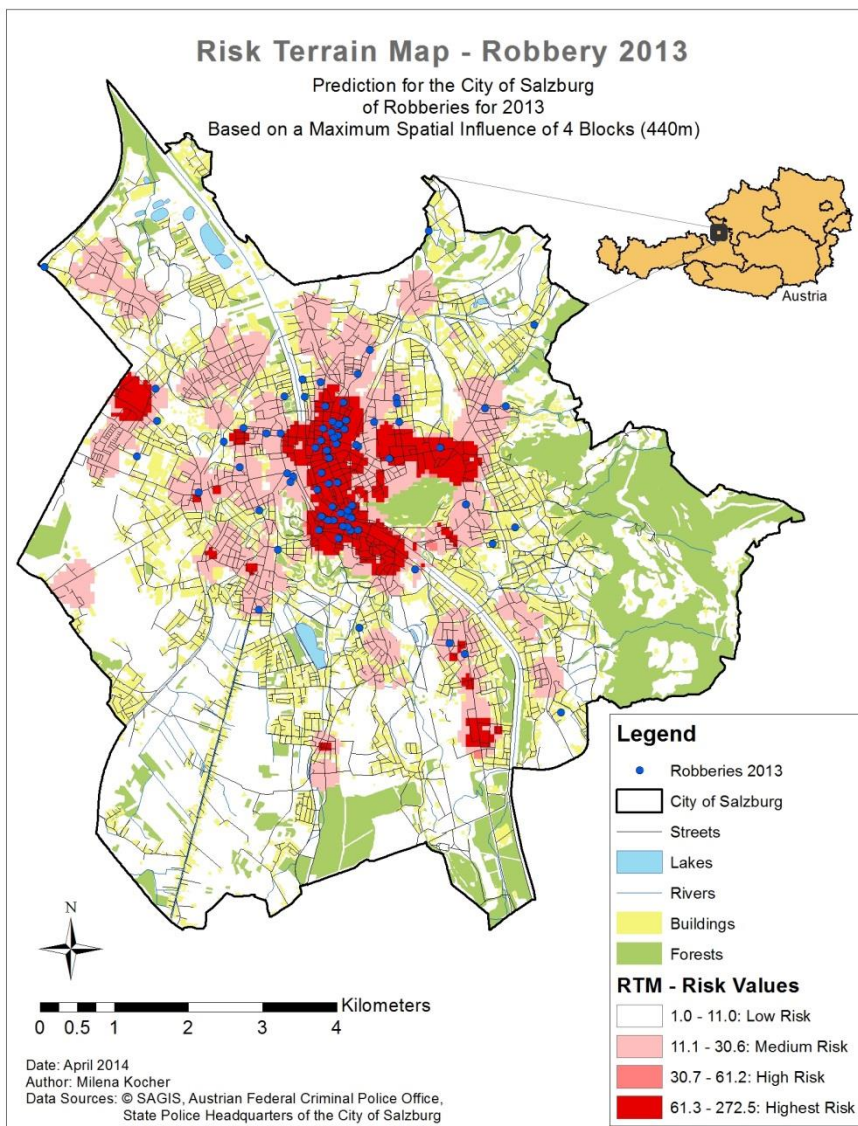 Risk Terrain Map - Robbery 2013
Prediction for the City of Salzburg
of Robberies for 2013
Based on a Maximum Spatial Influence of 4 Blocks (440m)
Austria
Legend
Robberies 2013
City of Salzburg
Streets
Lakes
Rivers
Buildings
Forests
RTM - Risk Values
1.0 - 11.0: Low Risk
11.1 - 30.6: Medium Risk
30.7 - 61.2: High Risk
61.3 - 272.5: Highest Risk
N
Kilometers
0 0.5 1 2 3 4
Date: April 2014
Author: Milena Kocher
Data Sources: © SAGIS, Austrian Federal Criminal Police Office,
State Police Headquarters of the City of Salzburg